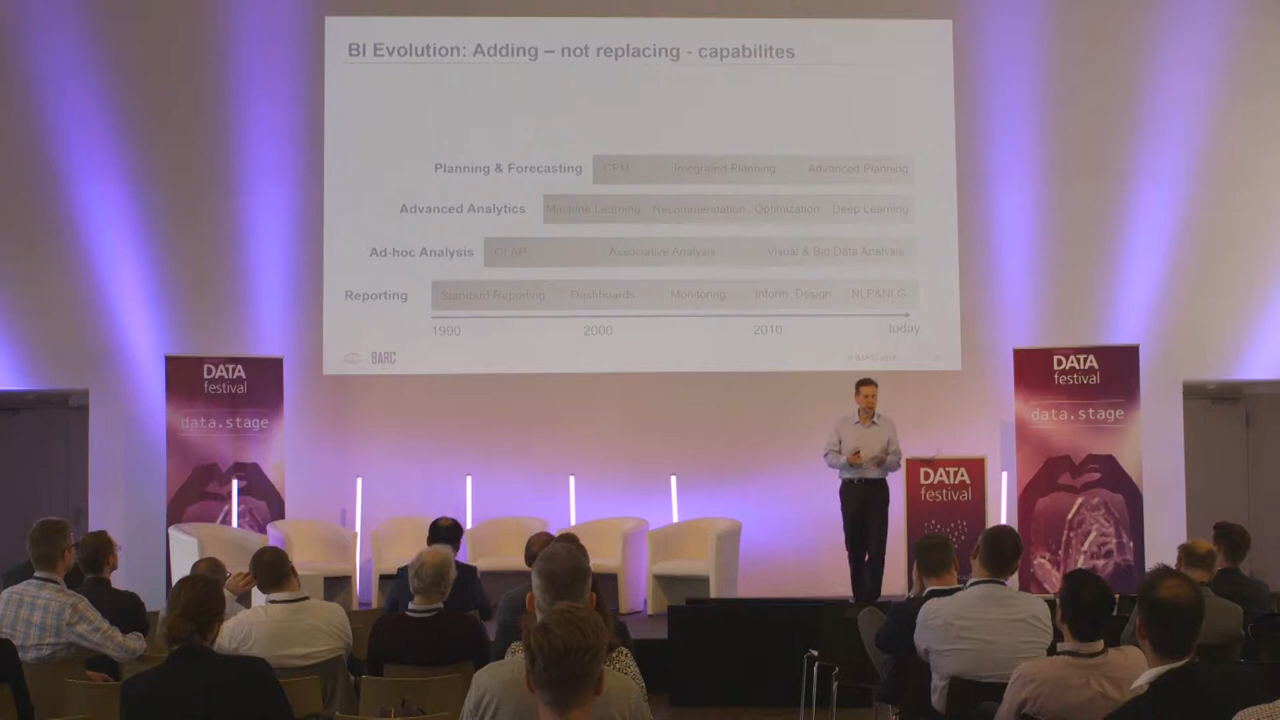 BI Evolution: Adding – not replacing - capabilites
Planning & Forecasting CPM Integrated Planning Advanced Planning
Advanced Analytics Machine Learning Recommendation Optimization Deep Learning
Ad-hoc Analysis OLAP Associative Analysis Visual & Big Data Analysis
Reporting Standard Reporting Dashboards Monitoring Inform. Design NLP&NLG
1990 2000 2010 today
BARC
DATA
festival
data.stage
DATA
festival
data.stage
DATA
festival